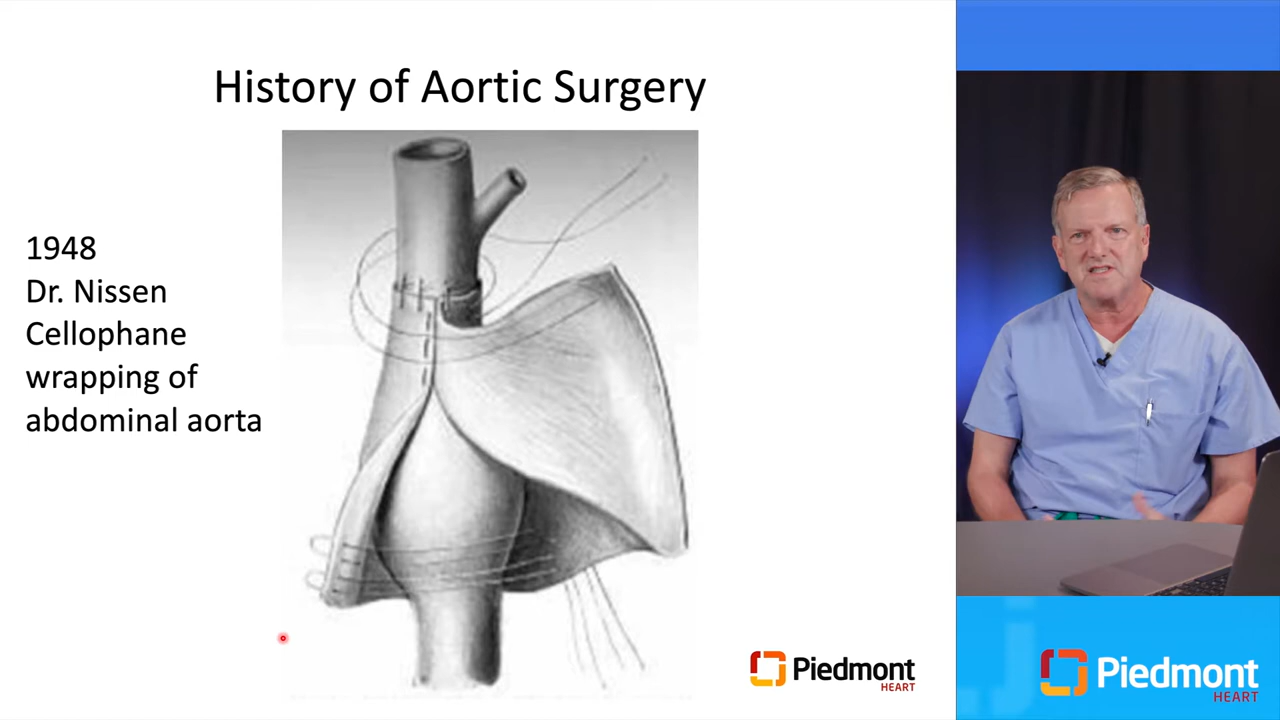 History of Aortic Surgery
1948
Dr. Nissen
Cellophane
wrapping of
abdominal aorta
Piedmont
HEART
Piedmont
HEART